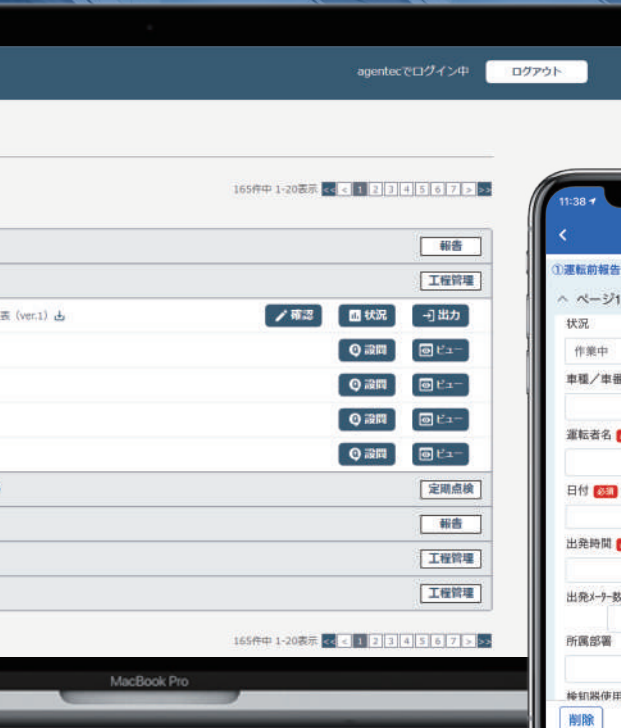 agentecでログイン中 ログアウト
165件中 1-20表示 << < 1 2 3 4 5 6 7 > >>
報告
工程管理
表（ver.1） 確認 状況 出力
設問 ビュー
設問 ビュー
設問 ビュー
設問 ビュー
定期点検
報告
工程管理
工程管理
165件中 1-20表示 << < 1 2 3 4 5 6 7 > >>
MacBook Pro
11:38
<
①運転前報告
ページ1
状況
作業中
車種／車番
運転者名
日付 必須
出発時間
出発メーター数
所属部署
検知器使用
削除